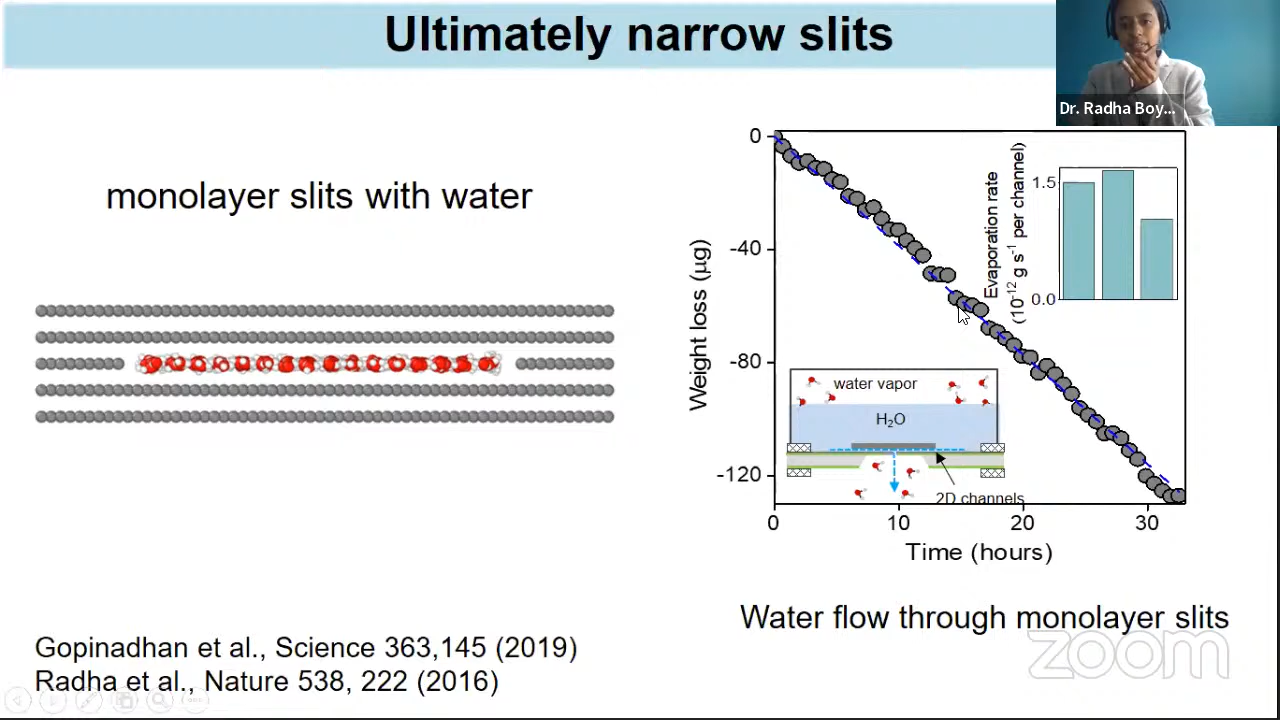 Ultimately narrow slits
Dr. Radha Boy...
monolayer slits with water
Weight loss (μg)
0
-40
-80
-120
0
10
20
30
Time (hours)
Evaporation rate
(10⁻¹² g s⁻¹ per channel)
1.5
0.0
water vapor
H₂O
2D channels
Water flow through monolayer slits
Gopinadhan et al., Science 363,145 (2019)
Radha et al., Nature 538, 222 (2016)
zoom